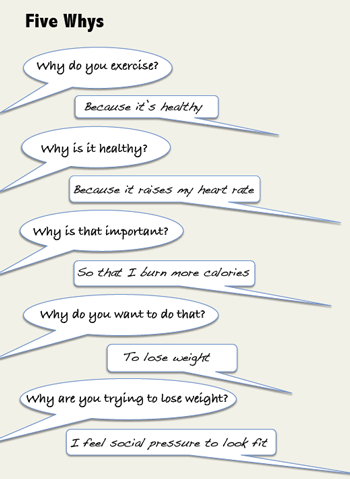 Five Whys
Why do you exercise?
Because it's healthy
Why is it healthy?
Because it raises my heart rate
Why is that important?
So that I burn more calories
Why do you want to do that?
To lose weight
Why are you trying to lose weight?
I feel social pressure to look fit